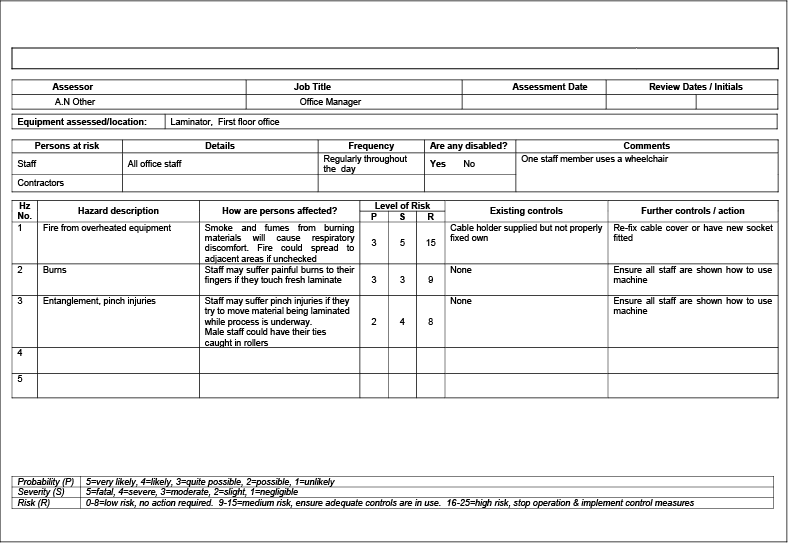 Assessor Job Title Assessment Date Review Dates / Initials
A.N Other Office Manager
Equipment assessed/location: Laminator, First floor office
Persons at risk Details Frequency Are any disabled? Comments
Staff All office staff Regularly throughout the day Yes No One staff member uses a wheelchair
Contractors
Hz No. Hazard description How are persons affected? Level of Risk Existing controls Further controls / action
P S R
1 Fire from overheated equipment
Smoke and fumes from burning
materials will cause respiratory
discomfort. Fire could spread to
adjacent areas if unchecked
3 5 15
Cable holder supplied but not properly
fixed own
Re-fix cable cover or have new socket
fitted
2 Burns
Staff may suffer painful burns to their
fingers if they touch fresh laminate
3 3 9
None
Ensure all staff are shown how to use
machine
3 Entanglement, pinch injuries
Staff may suffer pinch injuries if they
try to move material being laminated
while process is underway.
Male staff could have their ties
caught in rollers
2 4 8
None
Ensure all staff are shown how to use
machine
4
5
Probability (P) 5=very likely, 4=likely, 3=quite possible, 2=possible, 1=unlikely
Severity (S) 5=fatal, 4=severe, 3=moderate, 2=slight, 1=negligible
Risk (R) 0-8=low risk, no action required. 9-15=medium risk, ensure adequate controls are in use. 16-25=high risk, stop operation & implement control measures